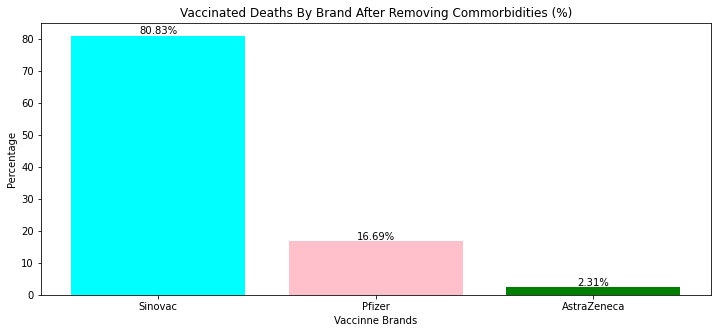 Vaccinated Deaths By Brand After Removing Commorbidities (%)
80.83%
16.69%
2.31%
80
70
60
50
40
30
20
10
0
Percentage
Sinovac
Pfizer
AstraZeneca
Vaccinne Brands